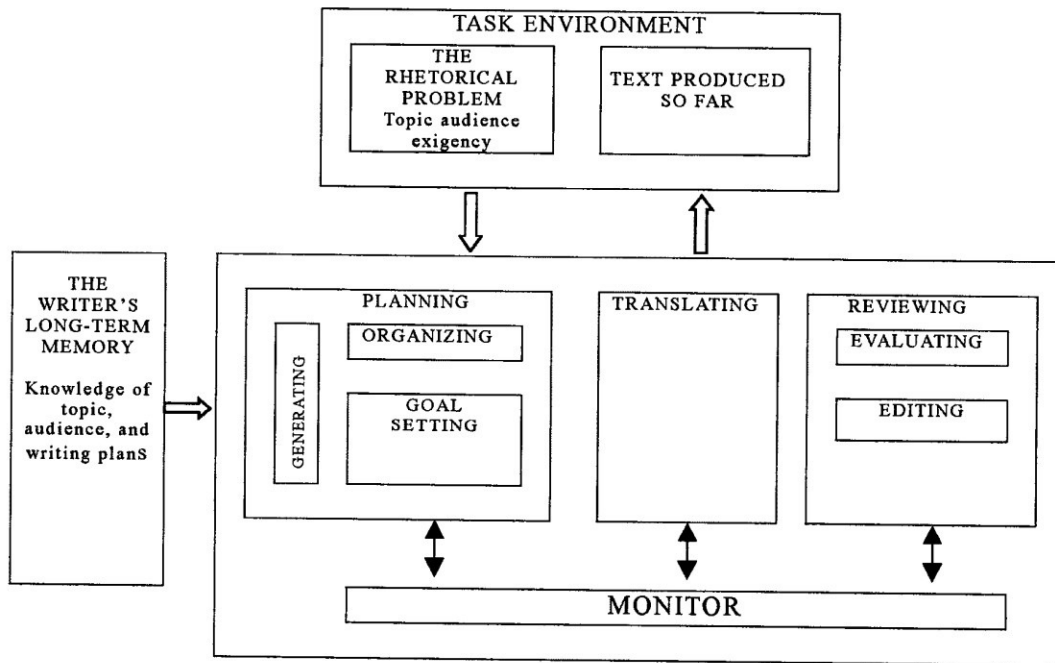 TASK ENVIRONMENT
THE
RHETORICAL
PROBLEM
Topic audience
exigency
TEXT PRODUCED
SO FAR
THE
WRITER'S
LONG-TERM
MEMORY
Knowledge of
topic,
audience, and
writing planS
PLANNING
GENERATING
ORGANIZING
GOAL
SETTING
TRANSLATING
REVIEWING
EVALUATING
EDITING
MONITOR